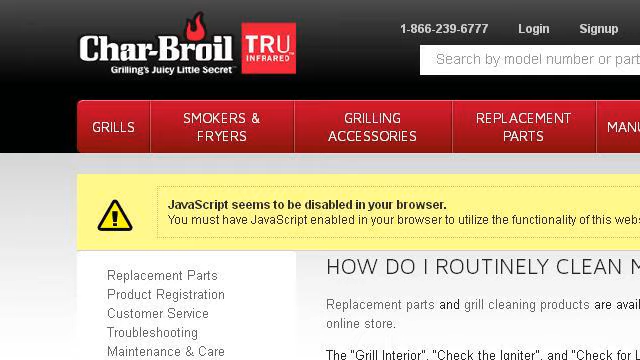 1-866-239-6777 Login Signup
Char-Broil TRU INFRARED
Grilling's Juicy Little Secret™
Search by model number or part
GRILLS
SMOKERS &
FRYERS
GRILLING
ACCESSORIES
REPLACEMENT
PARTS
MANU
JavaScript seems to be disabled in your browser.
You must have JavaScript enabled in your browser to utilize the functionality of this webs
Replacement Parts
Product Registration
Customer Service
Troubleshooting
Maintenance & Care
HOW DO I ROUTINELY CLEAN M
Replacement parts and grill cleaning products are avai
online store.
The "Grill Interior", "Check the Igniter", and "Check for L